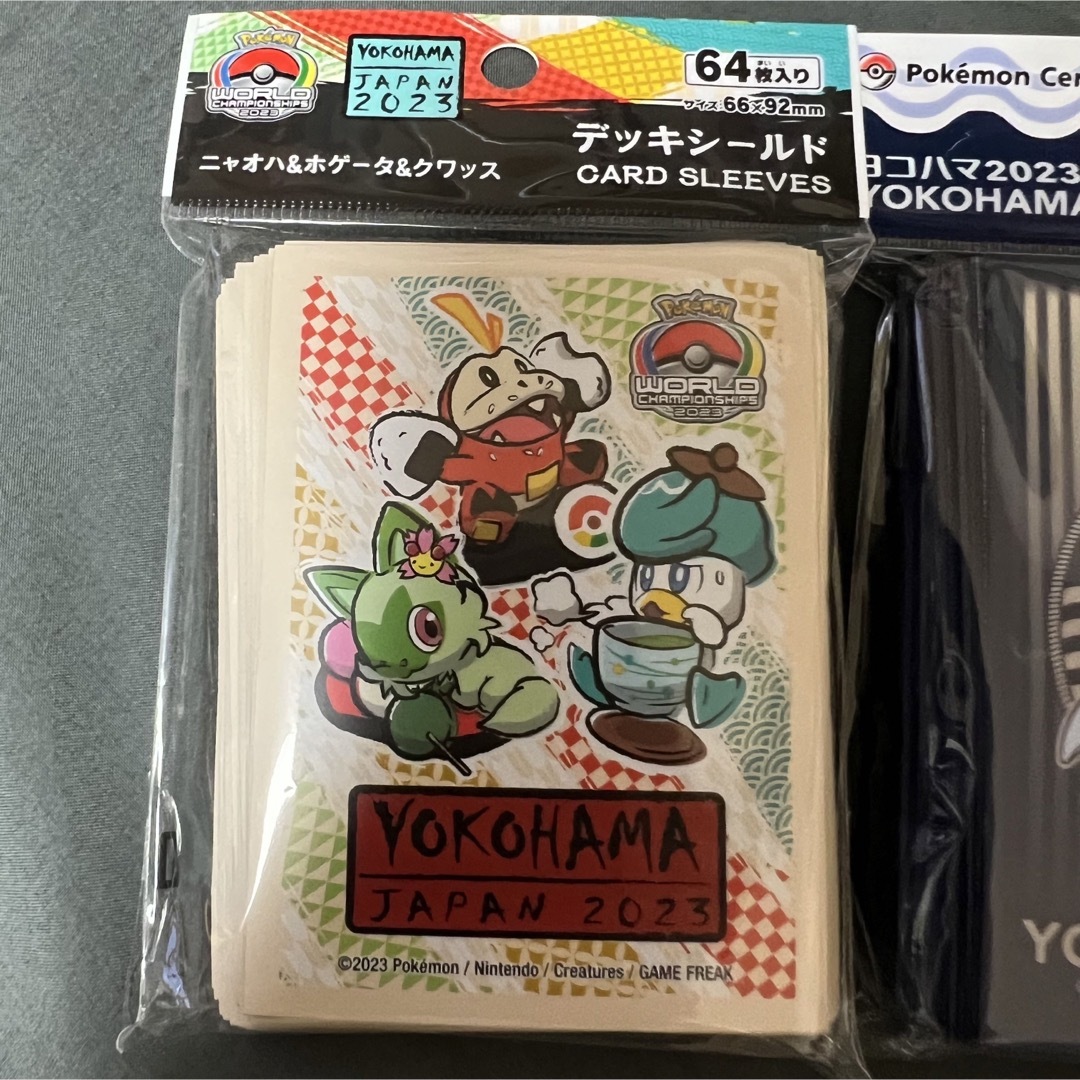 Pokémon
WORLD
CHAMPIONSHIPS
2023
YOKOHAMA
JAPAN
2023
64枚入り
まいい
サイズ:66×92mm
デッキシールド
CARD SLEEVES
ニャオハ&ホゲータ&クワッス
Pokémon Cen
ヨコハマ2023
YOKOHAMA
Pokémon
WORLD
CHAMPIONSHIPS
2023
YOKOHAMA
JAPAN 2023
©2023 Pokémon / Nintendo / Creatures / GAME FREAK
YO